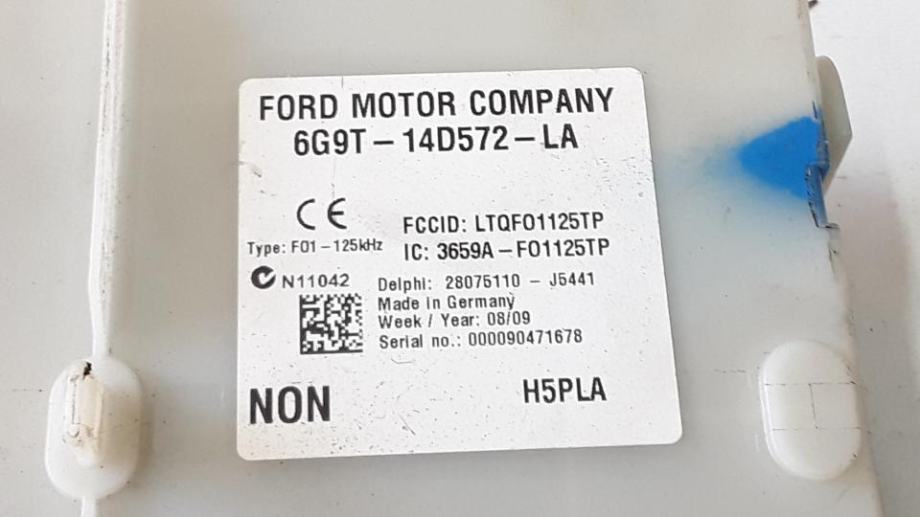 FORD MOTOR COMPANY
6G9T-14D572-LA
CE
FCCID: LTQF01125TP
Type: F01-125kHz
IC: 3659A-F01125TP
N11042
Delphi: 28075110 - J5441
Made in Germany
Week / Year: 08/09
Serial no.: 000090471678
NON
H5PLA